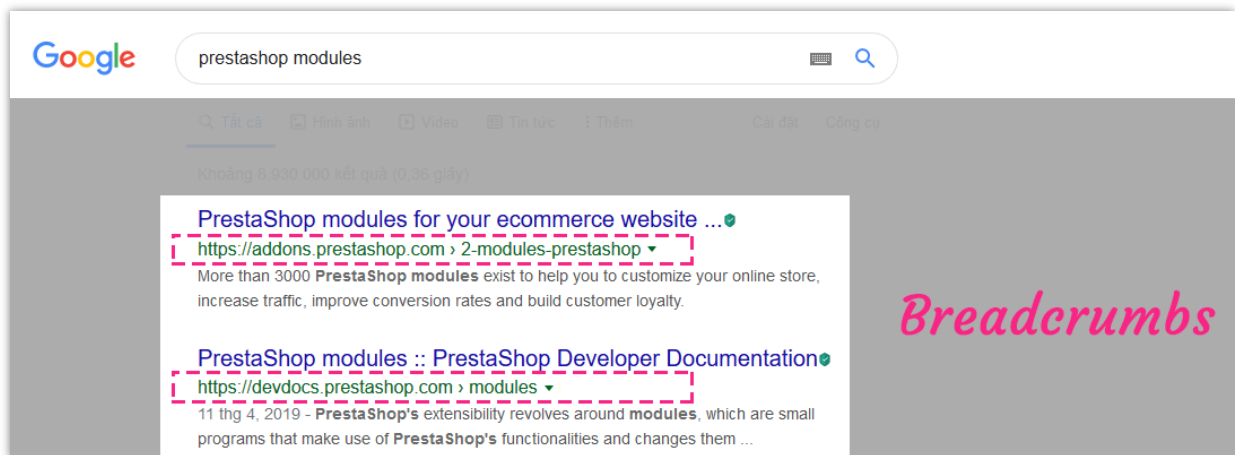 Google
prestashop modules
Tất cả Hình ảnh Video Tin tức Thêm Cài đặt Công cụ
Khoảng 8.930.000 kết quả (0,36 giây)
PrestaShop modules for your ecommerce website ...
https://addons.prestashop.com › 2-modules-prestashop
More than 3000 PrestaShop modules exist to help you to customize your online store,
increase traffic, improve conversion rates and build customer loyalty.
Breadcrumbs
PrestaShop modules :: PrestaShop Developer Documentation
https://devdocs.prestashop.com › modules
11 thg 4, 2019 - PrestaShop's extensibility revolves around modules, which are small
programs that make use of PrestaShop's functionalities and changes them ...